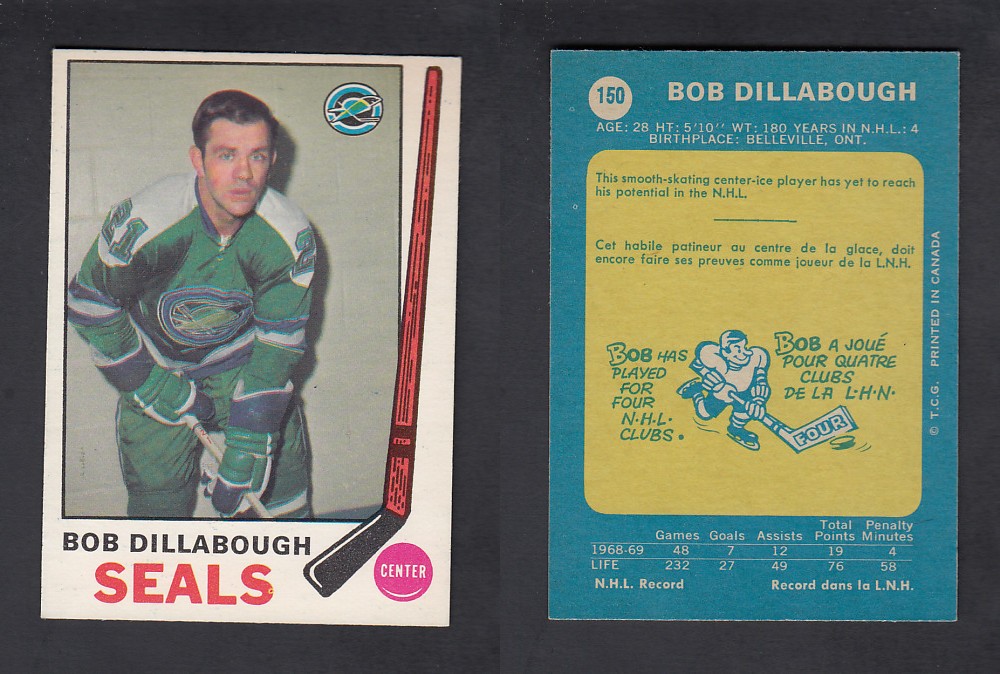 21
2
BOB DILLABOUGH
SEALS
CENTER
150
BOB DILLABOUGH
AGE: 28 HT: 5'10'' WT: 180 YEARS IN N.H.L.: 4
BIRTHPLACE: BELLEVILLE, ONT.
This smooth-skating center-ice player has yet to reach
his potential in the N.H.L.
Cet habile patineur au centre de la glace, doit
encore faire ses preuves comme joueur de la L.N.H.
BOB HAS
PLAYED
FOR
FOUR
N·H·L·
CLUBS.
BOB A JOUÉ
POUR QUATRE
CLUBS
DE LA L·H·N·
FOUR
© T.C.G. PRINTED IN CANADA
Games Goals Assists Total Points Penalty Minutes
1968-69 48 7 12 19 4
LIFE 232 27 49 76 58
N.H.L. Record Record dans la L.N.H.